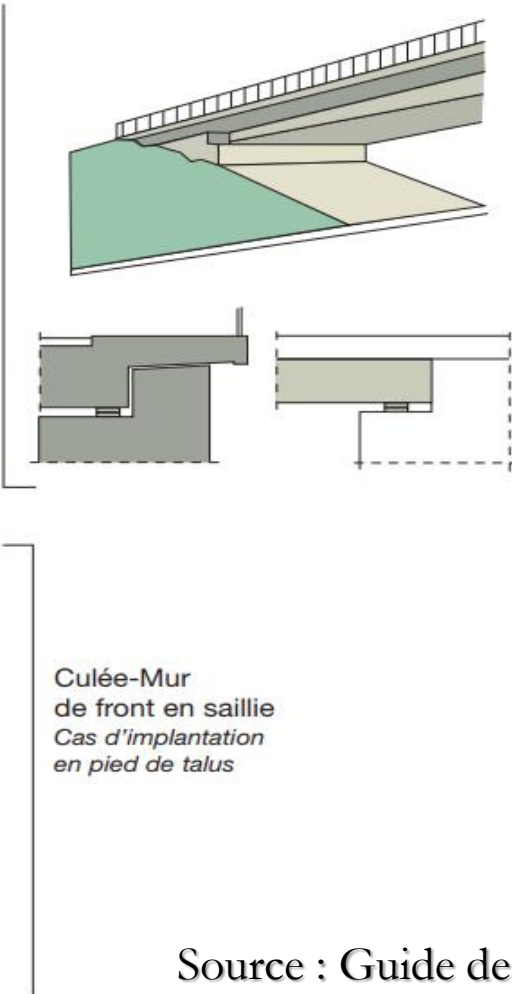 Culée-Mur
de front en saillie
Cas d'implantation
en pied de talus
Source : Guide de